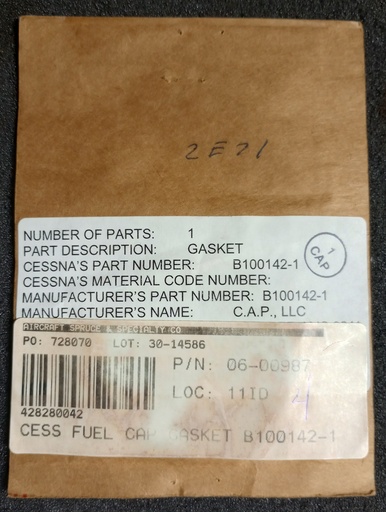 2E71
NUMBER OF PARTS: 1
PART DESCRIPTION: GASKET
CESSNA'S PART NUMBER: B100142-1
CESSNA'S MATERIAL CODE NUMBER:
MANUFACTURER'S PART NUMBER: B100142-1
MANUFACTURER'S NAME: C.A.P., LLC
1
CAP
AIRCRAFT SPRUCE & SPECIALTY CO
PO: 728070 LOT: 30-14586
P/N: 06-00987
LOC: 11ID
428280042
CESS FUEL CAP GASKET B100142-1